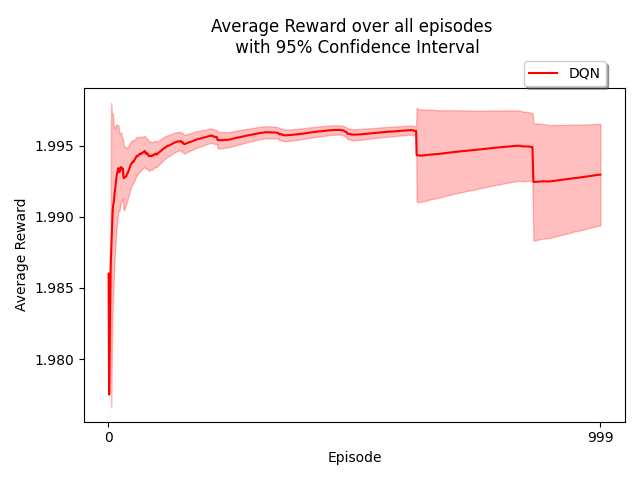 Average Reward over all episodes
with 95% Confidence Interval
DQN
1.995
1.990
1.985
1.980
Average Reward
0
999
Episode